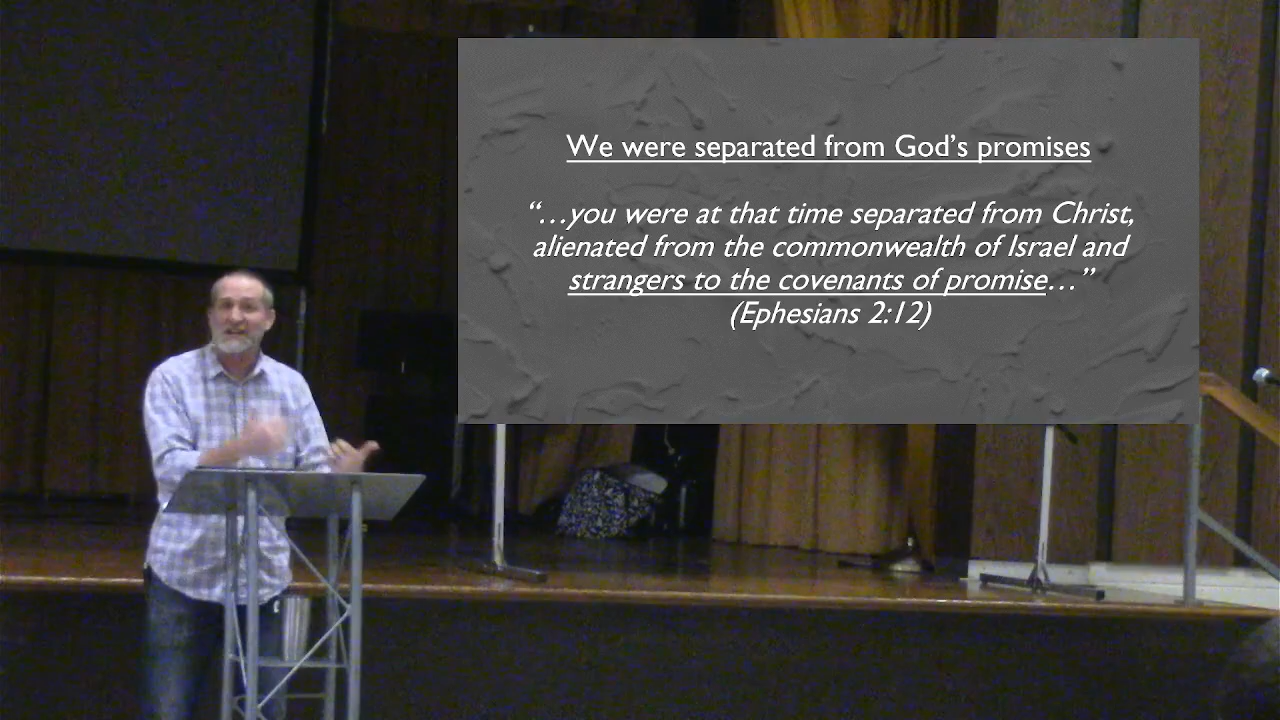 We were separated from God’s promises
“…you were at that time separated from Christ,
alienated from the commonwealth of Israel and
strangers to the covenants of promise…”
(Ephesians 2:12)